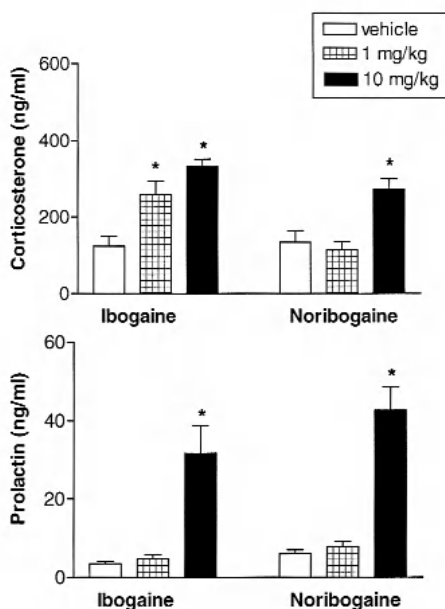 vehicle
1 mg/kg
10 mg/kg
Corticosterone (ng/ml)
600
400
200
0
* * *
Ibogaine Noribogaine
Prolactin (ng/ml)
60
40
20
0
* *
Ibogaine Noribogaine